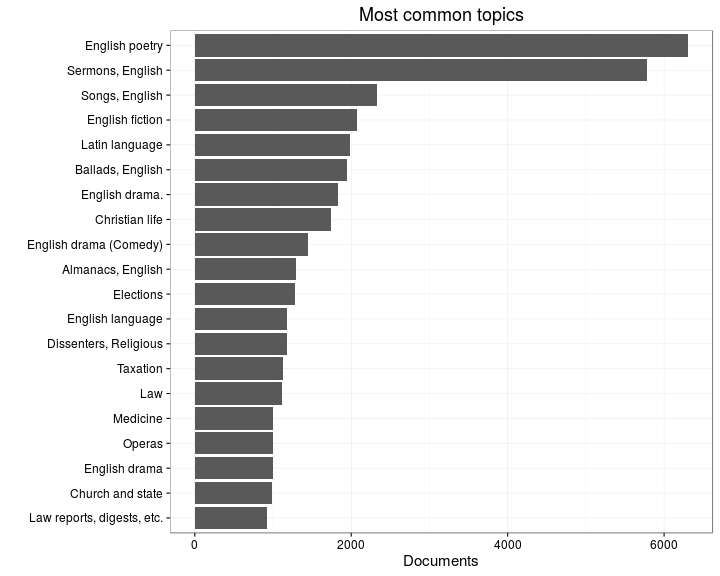 Most common topics
English poetry
Sermons, English
Songs, English
English fiction
Latin language
Ballads, English
English drama.
Christian life
English drama (Comedy)
Almanacs, English
Elections
English language
Dissenters, Religious
Taxation
Law
Medicine
Operas
English drama
Church and state
Law reports, digests, etc.
0 2000 4000 6000
Documents